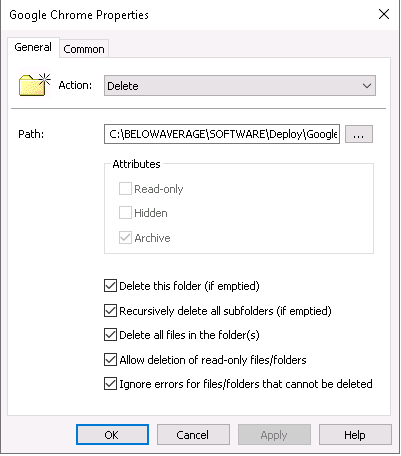 Google Chrome Properties
General Common
Action: Delete
Path: C:\BELOWAVERAGE\SOFTWARE\Deploy\Google ...
Attributes
Read-only
Hidden
Archive
Delete this folder (if emptied)
Recursively delete all subfolders (if emptied)
Delete all files in the folder(s)
Allow deletion of read-only files/folders
Ignore errors for files/folders that cannot be deleted
OK Cancel Apply Help